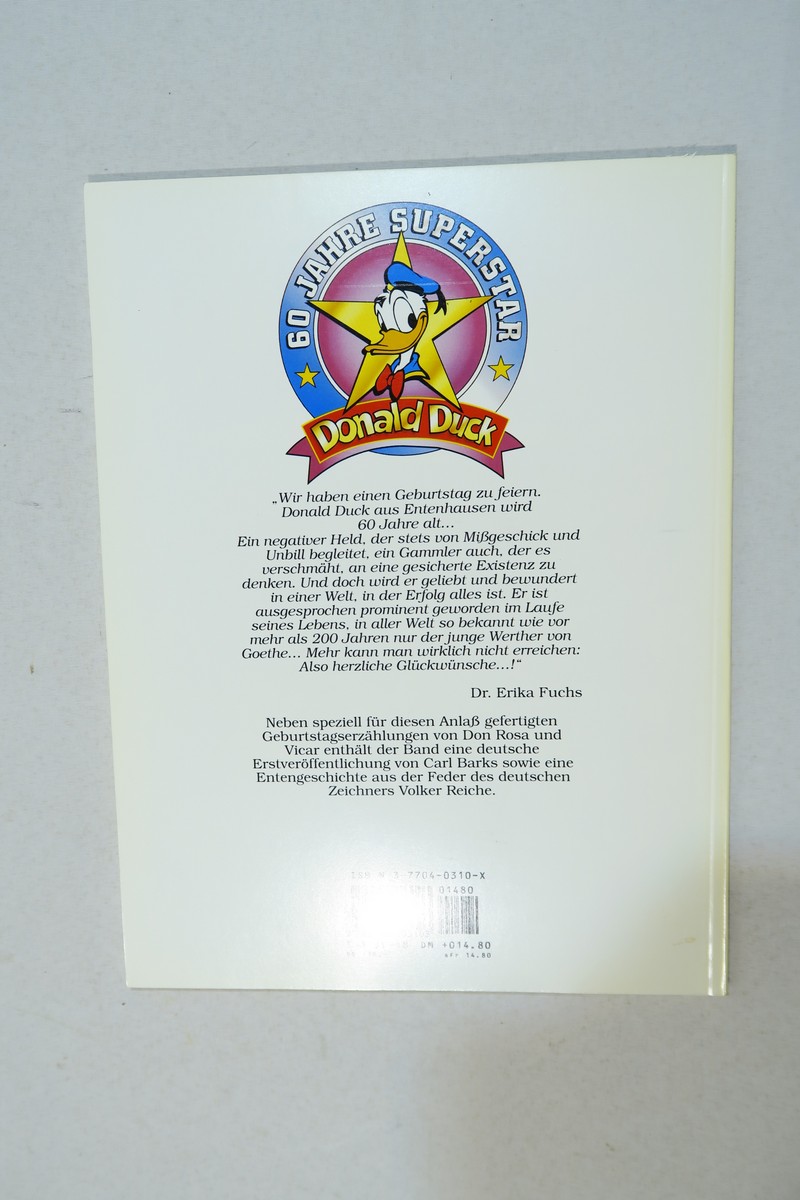 60 JAHRE SUPERSTAR
Donald Duck
„Wir haben einen Geburtstag zu feiern.
Donald Duck aus Entenhausen wird
60 Jahre alt...
Ein negativer Held, der stets von Mißgeschick und
Unbill begleitet, ein Gammler auch, der es
verschmäht, an eine gesicherte Existenz zu
denken. Und doch wird er geliebt und bewundert
in einer Welt, in der Erfolg alles ist. Er ist
ausgesprochen prominent geworden im Laufe
seines Lebens, in aller Welt so bekannt wie vor
mehr als 200 Jahren nur der junge Werther von
Goethe... Mehr kann man wirklich nicht erreichen:
Also herzliche Glückwünsche...!“
Dr. Erika Fuchs
Neben speziell für diesen Anlaß gefertigten
Geburtstagserzählungen von Don Rosa und
Vicar enthält der Band eine deutsche
Erstveröffentlichung von Carl Barks sowie eine
Entengeschichte aus der Feder des deutschen
Zeichners Volker Reiche.
ISBN 3-7704-0310-X
01480
DM +014.80
sFr 14.80